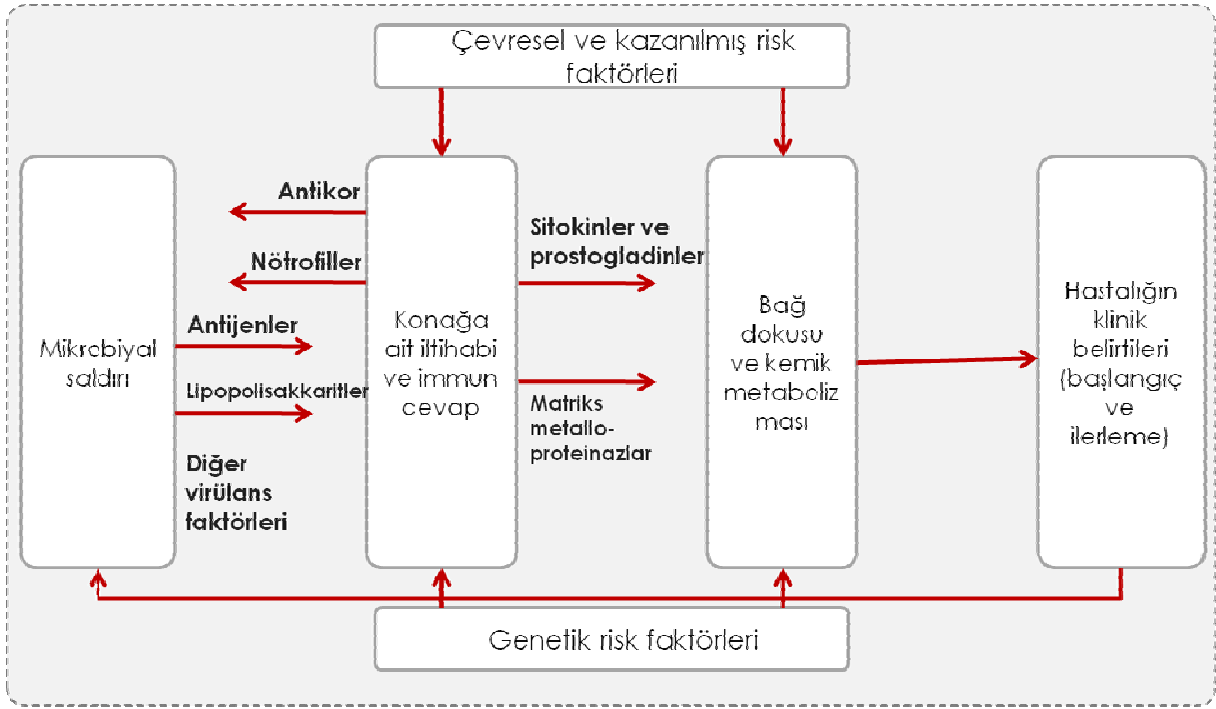 Çevresel ve kazanılmış risk
faktörleri
Mikrobiyal
saldırı
Antikor
Nötrofiller
Antijenler
Lipopolisakkaritler
Diğer
virülans
faktörleri
Konağa
ait iltihabi
ve immun
cevap
Sitokinler ve
prostogladinler
Matriks
metallo-
proteinazlar
Bağ
dokusu
ve kemik
metaboliz
ması
Hastalığın
klinik
belirtileri
(başlangıç
ve
ilerleme)
Genetik risk faktörleri